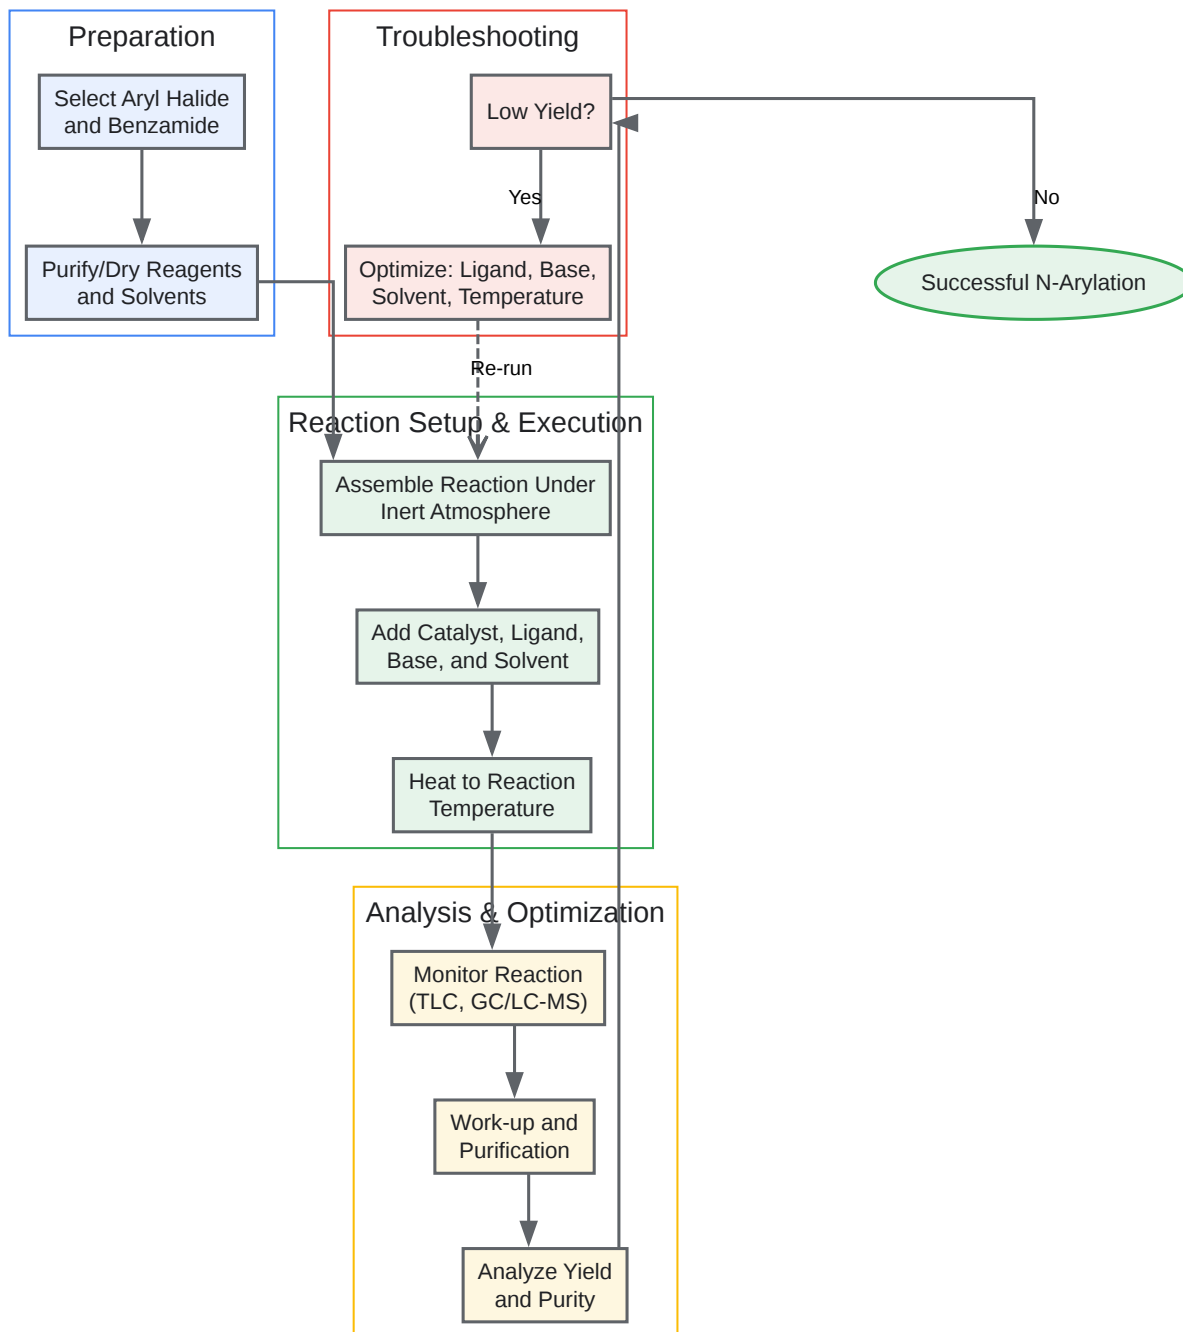 Preparation
Select Aryl Halide
and Benzamide
Purify/Dry Reagents
and Solvents
Troubleshooting
Low Yield?
Yes
No
Optimize: Ligand, Base,
Solvent, Temperature
Successful N-Arylation
Re-run
Reaction Setup & Execution
Assemble Reaction Under
Inert Atmosphere
Add Catalyst, Ligand,
Base, and Solvent
Heat to Reaction
Temperature
Analysis & Optimization
Monitor Reaction
(TLC, GC/LC-MS)
Work-up and
Purification
Analyze Yield
and Purity